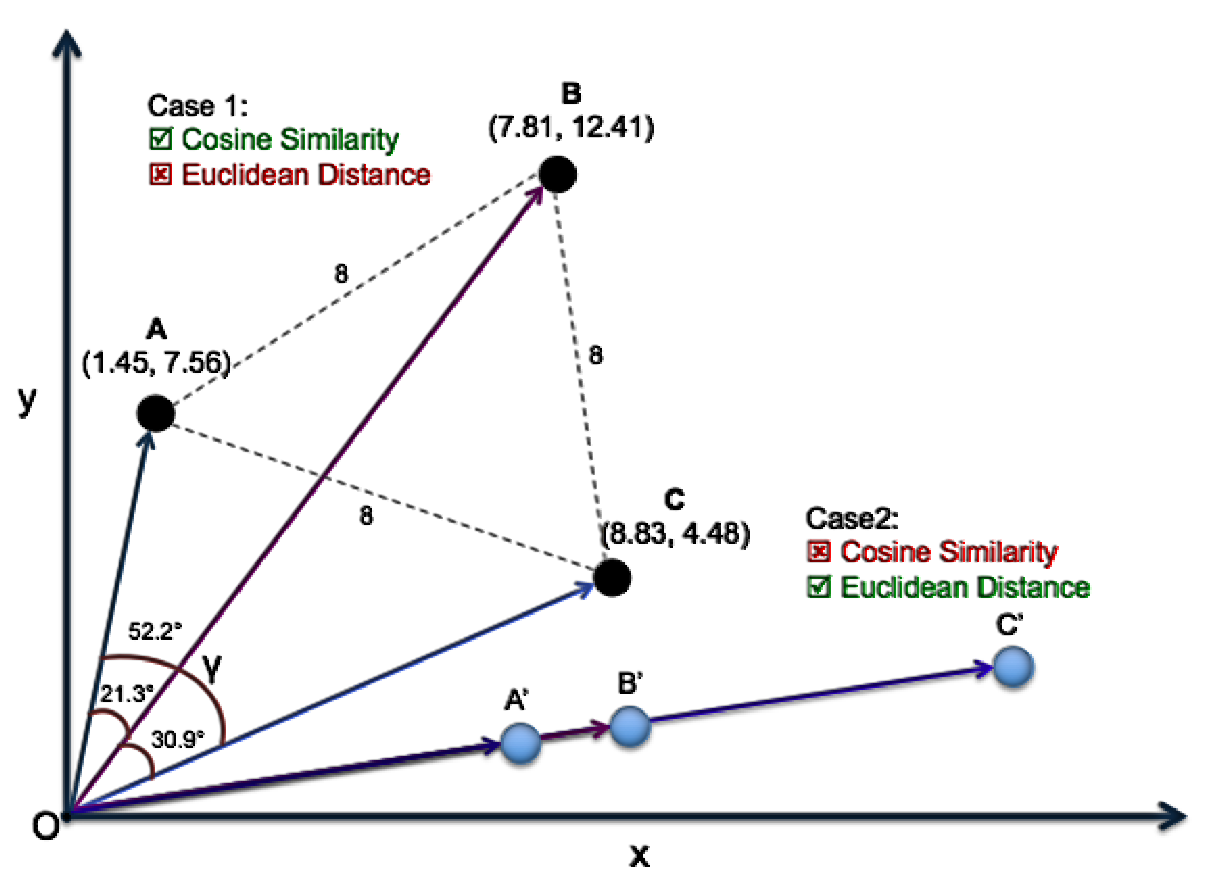 Case 1:
☑ Cosine Similarity
☒ Euclidean Distance
B
(7.81, 12.41)
8
A
(1.45, 7.56)
8
y
C
(8.83, 4.48)
8
Case2:
☒ Cosine Similarity
☑ Euclidean Distance
C’
52.2°
γ
B’
A’
21.3°
30.9°
O
x